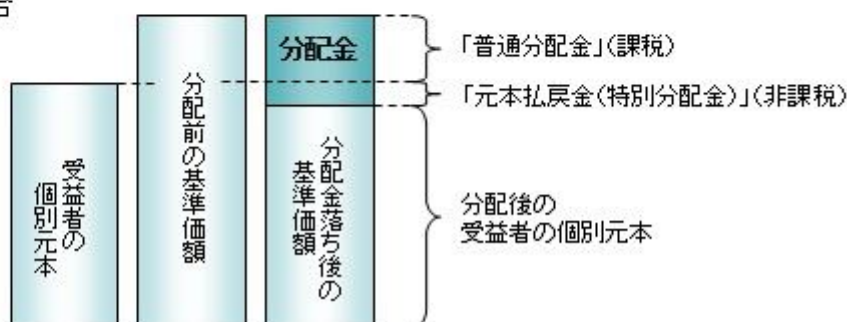 分配金
「普通分配金」(課税)
「元本払戻金(特別分配金)」(非課税)
受益者の
個別元本
分配前の基準価額
分配金落ち後の
基準価額
分配後の
受益者の個別元本